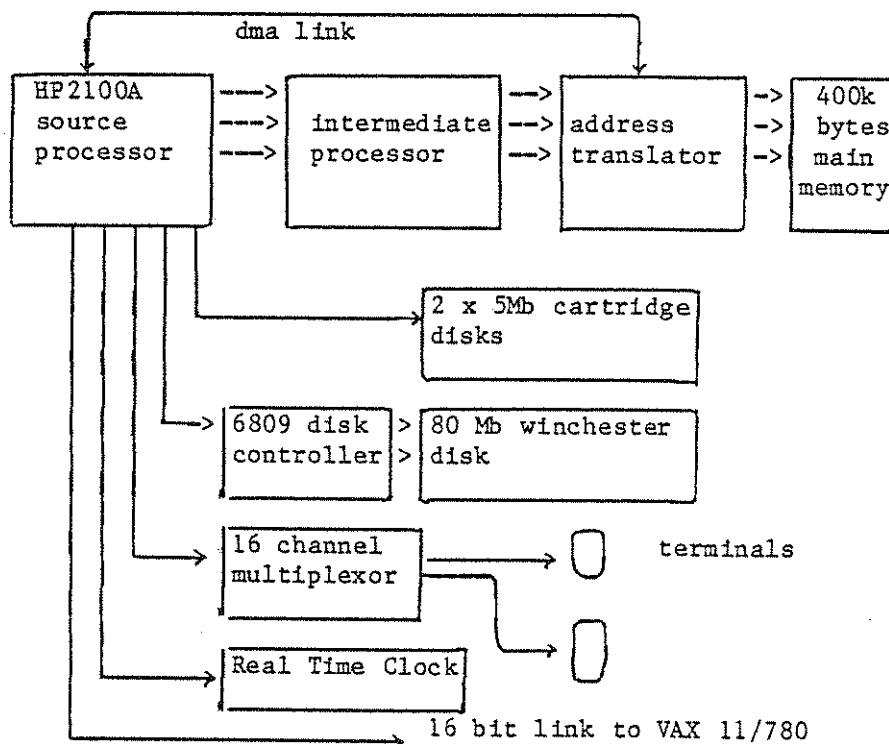 dma link
HP2100A
source
processor
intermediate
processor
address
translator
400k
bytes
main
memory
2 x 5Mb cartridge
disks
6809 disk
controller
80 Mb winchester
disk
16 channel
multiplexor
terminals
Real Time Clock
16 bit link to VAX 11/780